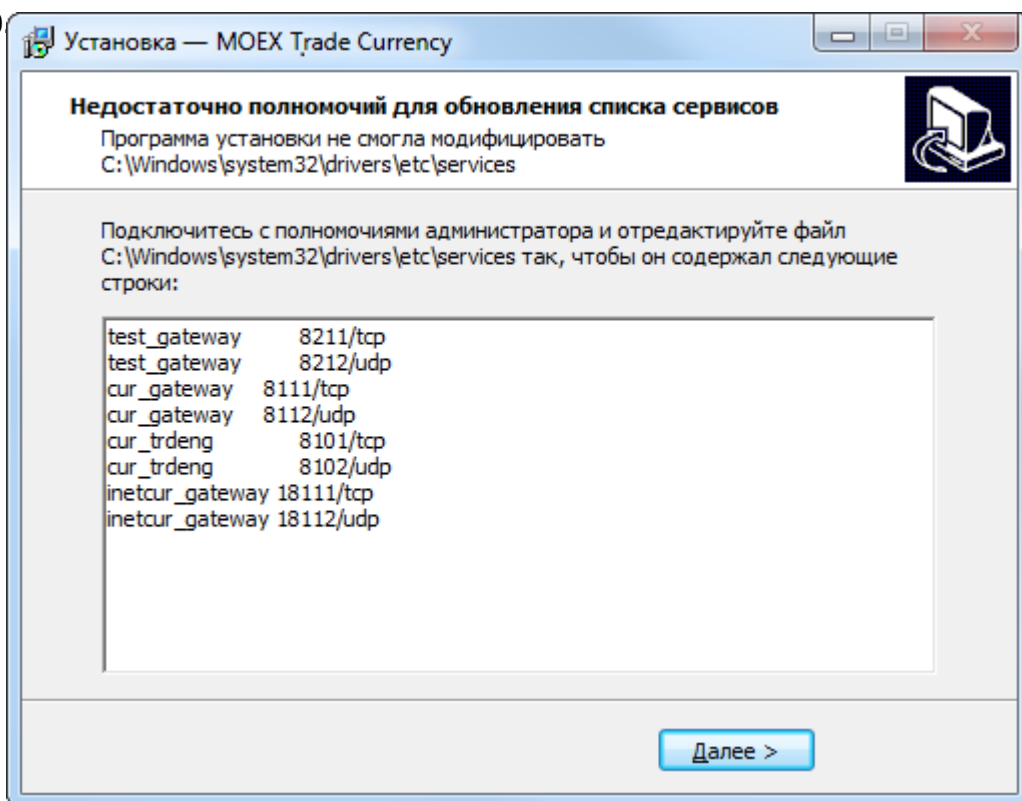 Установка — MOEX Trade Currency
Недостаточно полномочий для обновления списка сервисов
Программа установки не смогла модифицировать
C:\Windows\system32\drivers\etc\services
Подключитесь с полномочиями администратора и отредактируйте файл
C:\Windows\system32\drivers\etc\services так, чтобы он содержал следующие
строки:
test_gateway 8211/tcp
test_gateway 8212/udp
cur_gateway 8111/tcp
cur_gateway 8112/udp
cur_trdeng 8101/tcp
cur_trdeng 8102/udp
inetcur_gateway 18111/tcp
inetcur_gateway 18112/udp
Далее >